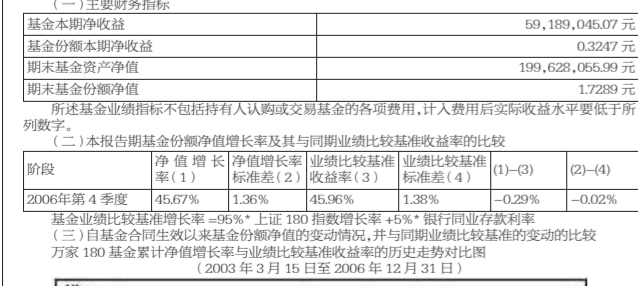 (一)主要财务指标
基金本期净收益 59,189,045.07 元
基金份额本期净收益 0.3247 元
期末基金资产净值 199,628,055.99 元
期末基金份额净值 1.7289 元
所述基金业绩指标不包括持有人认购或交易基金的各项费用,计入费用后实际收益水平要低于所
列数字。
(二)本报告期基金份额净值增长率及其与同期业绩比较基准收益率的比较
阶段 净值增长率(1) 净值增长率标准差(2) 业绩比较基准收益率(3) 业绩比较基准标准差(4) (1)-(3) (2)-(4)
2006年第4季度 45.67% 1.36% 45.96% 1.38% -0.29% -0.02%
基金业绩比较基准增长率=95%*上证180指数增长率+5%*银行同业存款利率
(三)自基金合同生效以来基金份额净值的变动情况,并与同期业绩比较基准的变动的比较
万家180基金累计净值增长率与业绩比较基准收益率的历史走势对比图
(2003年3月15日至2006年12月31日)